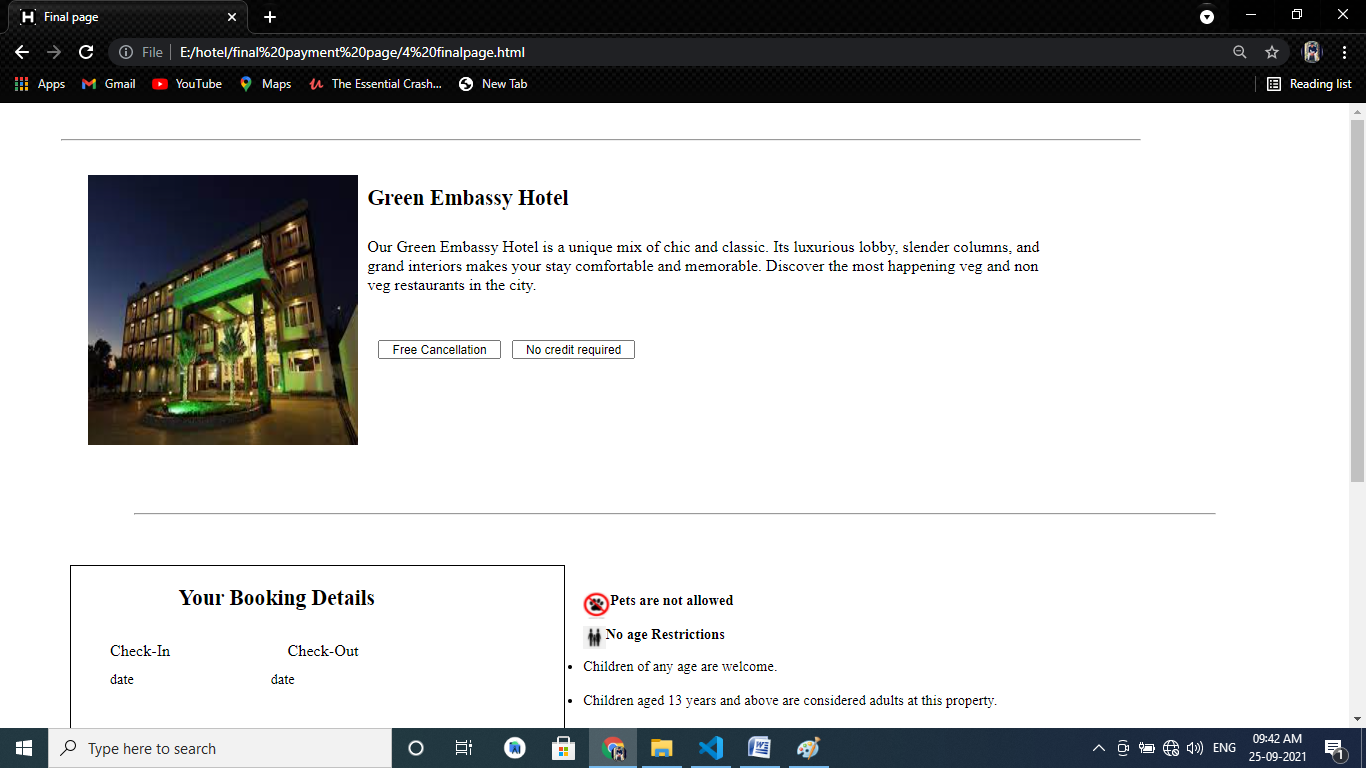 Final page
File
E:/hotel/final%20payment%20page/4%20finalpage.html
Apps
Gmail
YouTube
Maps
The Essential Crash...
New Tab
Reading list
Green Embassy Hotel
Our Green Embassy Hotel is a unique mix of chic and classic. Its luxurious lobby, slender columns, and
grand interiors makes your stay comfortable and memorable. Discover the most happening veg and non
veg restaurants in the city.
Free Cancellation
No credit required
Your Booking Details
Check-In
Check-Out
date
date
Pets are not allowed
No age Restrictions
Children of any age are welcome.
Children aged 13 years and above are considered adults at this property.
Type here to search
ENG
09:42 AM
25-09-2021
1